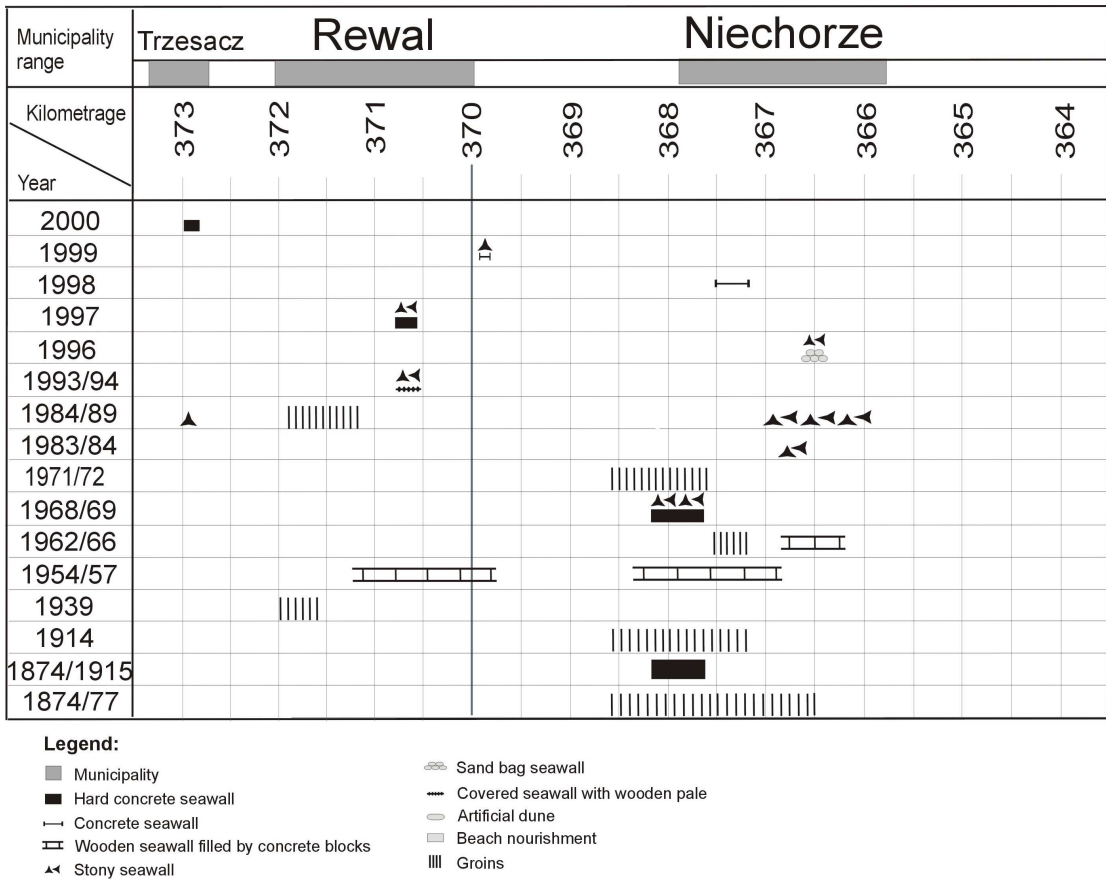 Municipality
range
Trzesacz
Rewal
Niechorze
Kilometrage
Year
373
372
371
370
369
368
367
366
365
364
2000
1999
1998
1997
1996
1993/94
1984/89
1983/84
1971/72
1968/69
1962/66
1954/57
1939
1914
1874/1915
1874/77
Legend:
Municipality
Hard concrete seawall
Concrete seawall
Wooden seawall filled by concrete blocks
Stony seawall
Sand bag seawall
Covered seawall with wooden pale
Artificial dune
Beach nourishment
Groins